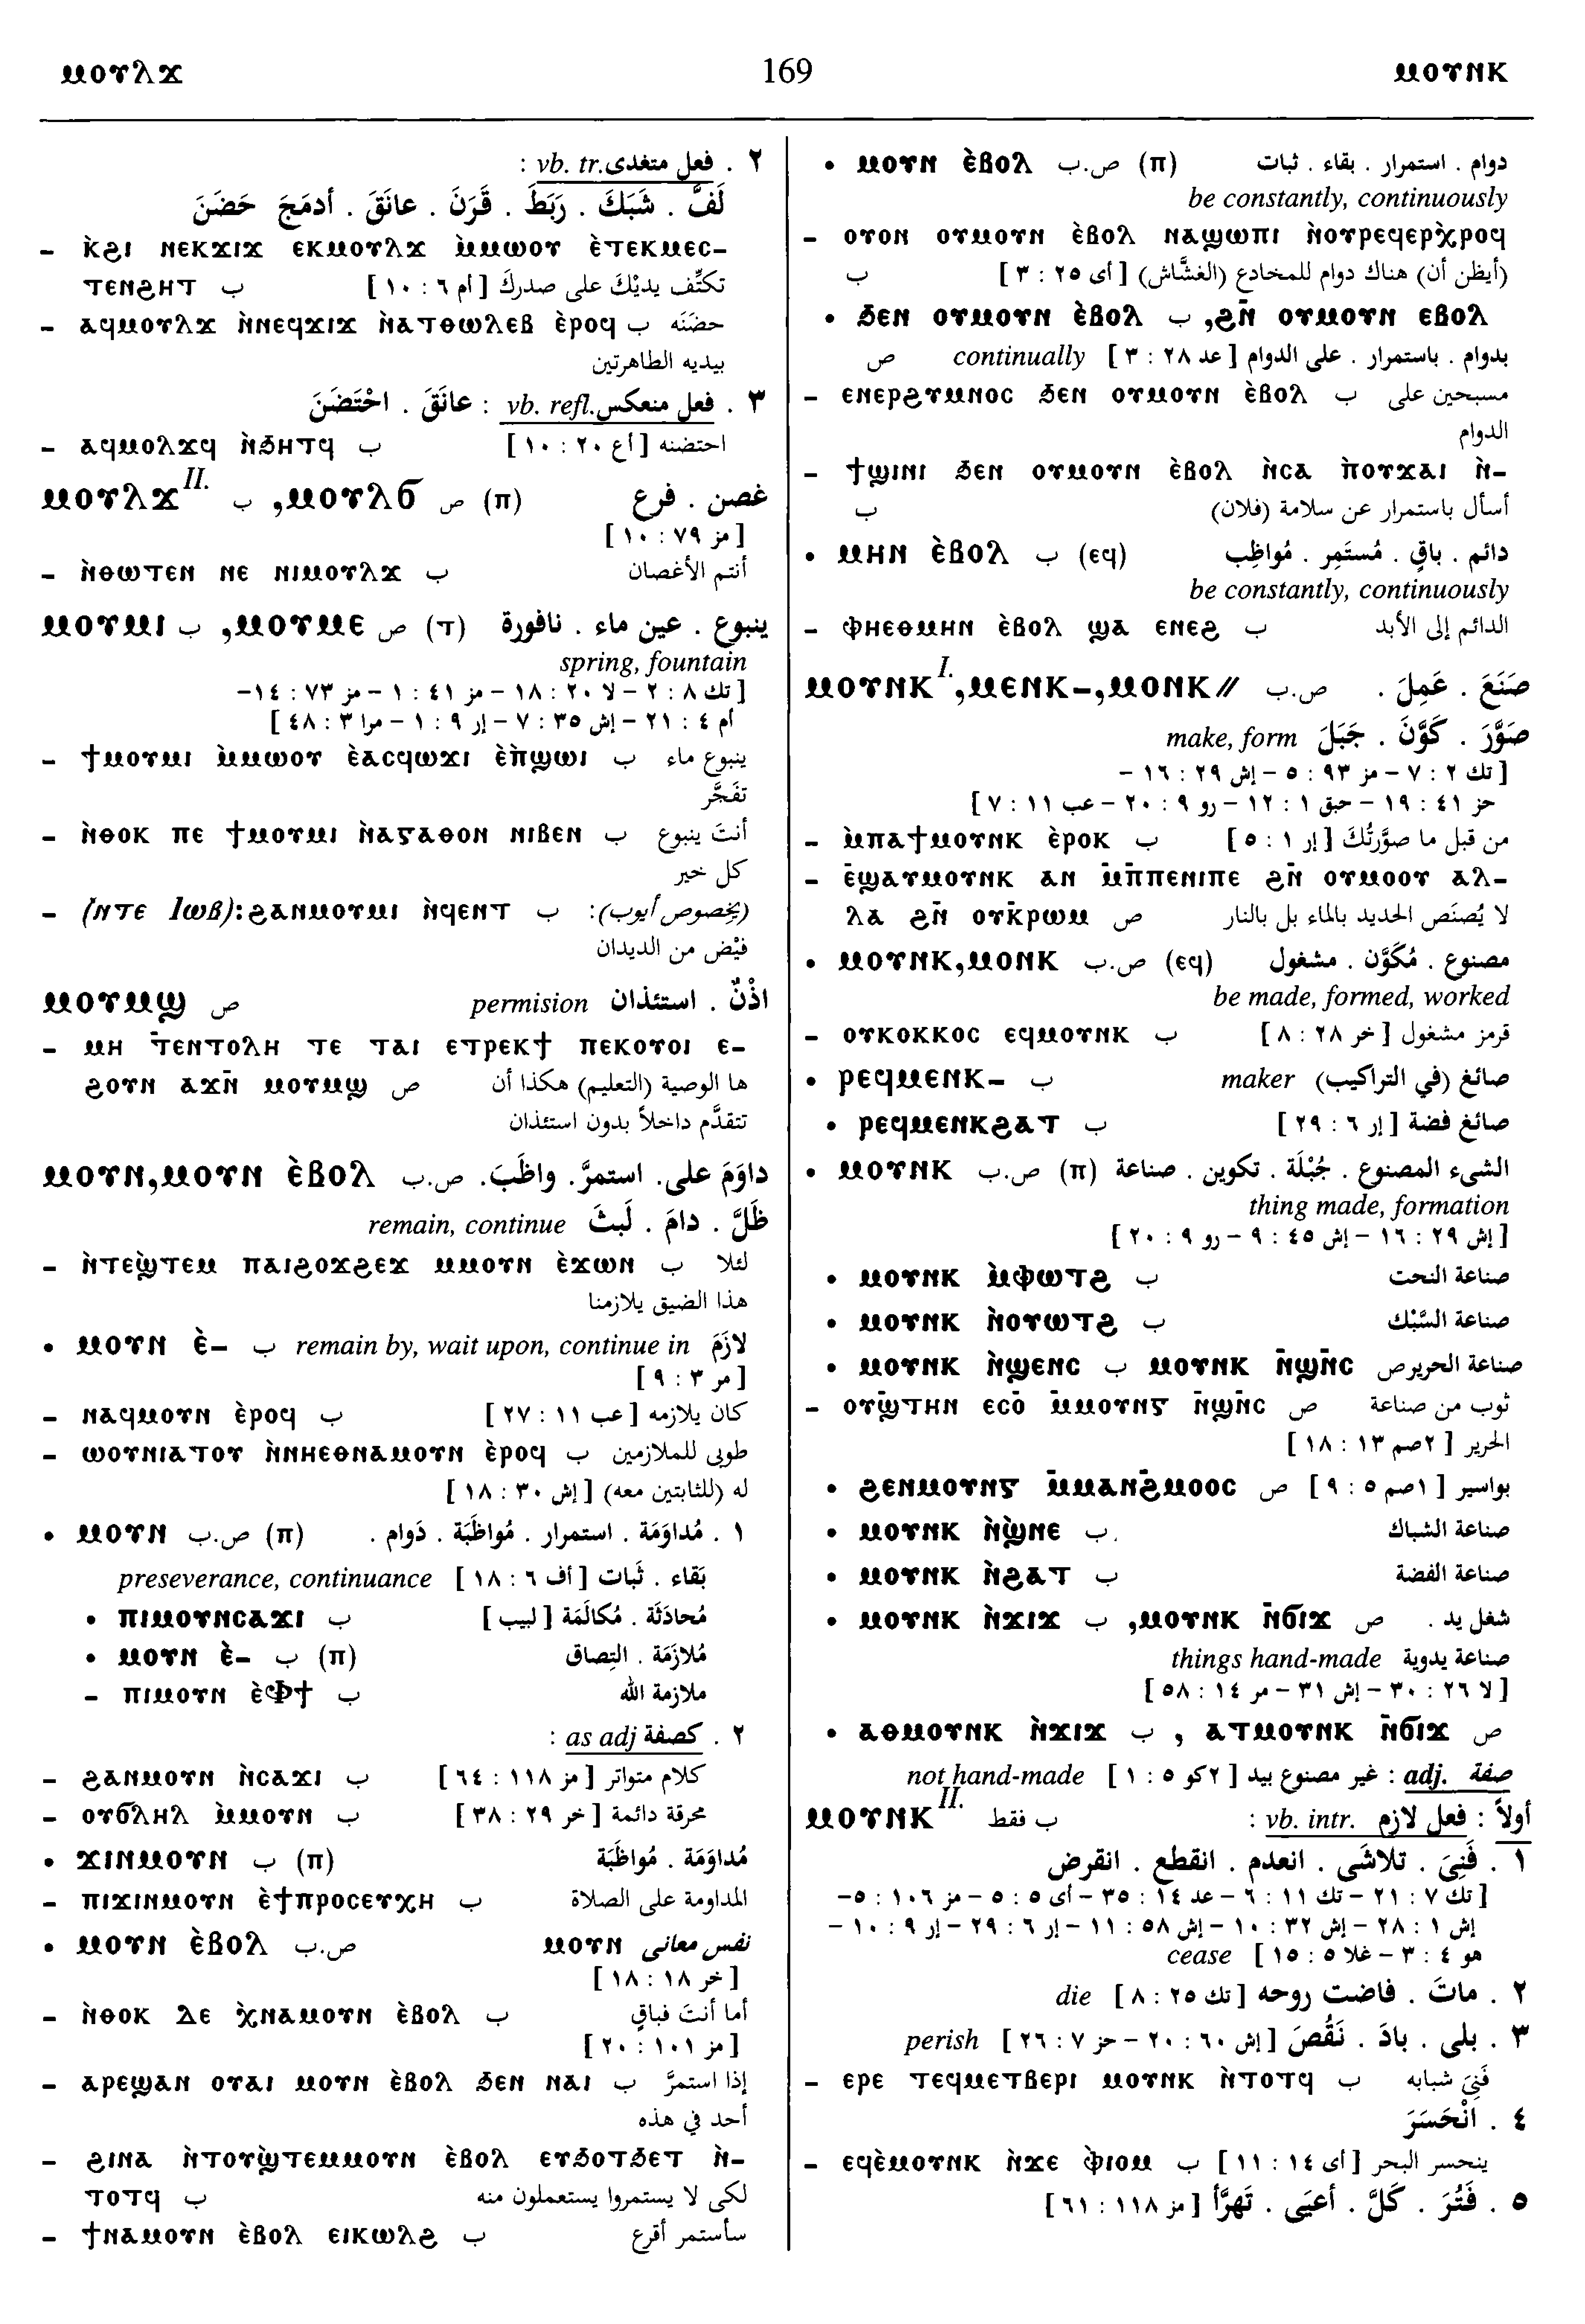 ⲙⲟⲩⲗϫ 169 ⲙⲟⲩⲛⲕ
٢ . فعل متعدى.vb. tr :
لَفَّ . شَبَكَ . رَبَطَ . قَرَنَ . عانَقَ . أدمَجَ حَضَنَ
– ⲕ̀ϩⲓ ⲛⲉⲕϫⲓϫ ⲉⲕⲙⲟⲩⲗϫ ⲙ̀ⲙⲱⲟⲩ ⲉ̀ⲧⲉⲕⲙⲉⲥ-
ⲧⲉⲛϩⲏⲧ ب تكتِّف يديْكَ على صدركَ [ أم ٦ : ١٠ ]
– ⲁϥⲙⲟⲩⲗϫ ⲛ̀ⲛⲉϥϫⲓϫ ⲛ̀ⲁⲧⲑⲱⲗⲉⲃ ⲉ̀ⲣⲟϥ ب حضَنَه
بيديه الطاهرتين
٣ . فعل منعكس.vb. refl : عانَقَ . احْتَضَنَ
– ⲁϥⲙⲟⲗϫϥ ⲛ̀ϧⲏⲧϥ ب احتضنه [ أع ٢٠ : ١٠ ]
ⲙⲟⲩⲗϫ II. ب ,ⲙⲟⲩⲗϭ ص (ⲡ) غصن . فرع
[ مز ٧٩ : ١٠ ]
– ⲛ̀ⲑⲱⲧⲉⲛ ⲛⲉ ⲛⲓⲙⲟⲩⲗϫ ب أنتم الأغصان
ⲙⲟⲩⲙⲓ ب ,ⲙⲟⲩⲙⲉ ص (ⲧ) ينبوع . عين ماء . نافورة
spring, fountain
[ تك ٨ : ٢ – لا ٢٠ : ١٨ – مز ٤١ : ١ – مز ٧٣ : ١٤–
أم ٤ : ٢١ – إش ٣٥ : ٧ – إر ٩ : ١ – مرا ٣ : ٤٨ ]
– ϯⲙⲟⲩⲙⲓ ⲙ̀ⲙⲱⲟⲩ ⲉ̀ⲁⲥϥⲱϫⲓ ⲉ̀ⲡ̀ϣⲱⲓ ب ينبوع ماء
تفَجَّر
– ⲛ̀ⲑⲟⲕ ⲡⲉ ϯⲙⲟⲩⲙⲓ ⲛ̀ⲁⲅⲁⲑⲟⲛ ⲛⲓⲃⲉⲛ ب أنتَ ينبوع
كل خير
– (ⲛ̀ⲧⲉ Ⲓⲱⲃ):ϩⲁⲛⲙⲟⲩⲙⲓ ⲛ̀ϥⲉⲛⲧ ب (بخصوص أيوب):
فيْض من الديدان
ⲙⲟⲩⲙϣ ص permision اذْنٌ . استئذان
– ⲙⲏ ⲧ̄ⲉⲛⲧⲟⲗⲏ ⲧⲉ ⲧⲁⲓ ⲉⲧⲣⲉⲕϯ ⲡⲉⲕⲟⲩⲟⲓ ⲉ-
ϩⲟⲩⲛ ⲁϫⲛ̄ ⲙⲟⲩⲙϣ ص ها الوصية (التعليم) هكذا أن
تتقدَّم داخلاً بدون استئذان
ⲙⲟⲩⲛ,ⲙⲟⲩⲛ ⲉ̀ⲃⲟⲗ ص.ب داوَمَ على. استمرَّ. واظَبَ.
ظَلَّ . دامَ . لَبثَ remain, continue
– ⲛ̀ⲧⲉϣ̀ⲧⲉⲙ ⲡⲁⲓϩⲟϫϩⲉϫ ⲙⲙⲟⲩⲛ ⲉ̀ϫⲱⲛ ب لئلا
هذا الضيق يلازمنا
• ⲙⲟⲩⲛ ⲉ̀– ب remain by, wait upon, continue in لازَمَ
[ مر ٣ : ٩ ]
– ⲛⲁϥⲙⲟⲩⲛ ⲉ̀ⲣⲟϥ ب كان يلازمه [ عب ١١ : ٢٧ ]
– ⲱⲟⲩⲛⲓⲁⲧⲟⲩ ⲛ̀ⲛⲏⲉⲑⲛⲁⲙⲟⲩⲛ ⲉ̀ⲣⲟϥ ب طوبى للملازمين
له (للثابتين معه) [ إش ٣٠ : ١٨ ]
• ⲙⲟⲩⲛ ص.ب (ⲡ) ١ . مُداوَمَة . استمرار . مُواظَبَة . دَوام .
بَقاء . ثَبات [ أف ٦ : ١٨ ] preseverance, continuance
• ⲡⲓⲙⲟⲩⲛⲥⲁϫⲓ ب مُحادَثَة . مُكالَمَة [ لبيب ]
• ⲙⲟⲩⲛ ⲉ̀– ب (ⲡ) مُلازَمَة . التِصاق
– ⲡⲓⲙⲟⲩⲛ ⲉ̀Ⲫϯ ب ملازمة الله
٢ . كصفة as adj :
– ϩⲁⲛⲙⲟⲩⲛ ⲛ̀ⲥⲁϫⲓ ب كلام متواتر [ مز ١١٨ : ٦٤ ]
– ⲟⲩϭⲗⲏⲗ ⲙ̀ⲙⲟⲩⲛ ب محرقة دائمة [ خر ٢٩ : ٣٨ ]
• ϫⲓⲛⲙⲟⲩⲛ ب (ⲡ) مُداوَمَة . مُواظَبَة
– ⲡⲓϫⲓⲛⲙⲟⲩⲛ ⲉ̀ϯⲡⲣⲟⲥⲉⲩⲭⲏ ب المداومة على الصلاة
• ⲙⲟⲩⲛ ⲉ̀ⲃⲟⲗ ص.ب نفس معانى ⲙⲟⲩⲛ
[ خر ١٨ : ١٨ ]
– ⲛ̀ⲑⲟⲕ ⲇⲉ ⲭ̀ⲛⲁⲙⲟⲩⲛ ⲉ̀ⲃⲟⲗ ب أما أنتَ فباقٍ
[ مز ١٠١ : ٢٠ ]
– ⲁⲣⲉϣⲁⲛ ⲟⲩⲁⲓ ⲙⲟⲩⲛ ⲉ̀ⲃⲟⲗ ϧⲉⲛ ⲛⲁⲓ ب إذا استمرَّ
أحد في هذه
– ϩⲓⲛⲁ ⲛ̀ⲧⲟⲩϣ̀ⲧⲉⲙⲙⲟⲩⲛ ⲉ̀ⲃⲟⲗ ⲉⲩϧⲟⲧϧⲉⲧ ⲛ̀-
ⲧⲟⲧϥ ب لكى لا يستمروا يستعملون منه
– ϯⲛⲁⲙⲟⲩⲛ ⲉ̀ⲃⲟⲗ ⲉⲓⲕⲱⲗϩ ب سأستمر أقرع
• ⲙⲟⲩⲛ ⲉ̀ⲃⲟⲗ ص.ب (ⲡ) دوام . استمرار . بقاء . ثبات
be constantly, continuously
– ⲟⲩⲟⲛ ⲟⲩⲙⲟⲩⲛ ⲉ̀ⲃⲟⲗ ⲛⲁϣⲱⲡⲓ ⲛ̀ⲟⲩⲣⲉϥⲉⲣⲭ̀ⲣⲟϥ
ب (أيظن أن) هناك دوام للمخادع (الغشَّاش) [ أى ٢٥ : ٣ ]
• ϧⲉⲛ ⲟⲩⲙⲟⲩⲛ ⲉ̀ⲃⲟⲗ ب ,ϩⲛ̄ ⲟⲩⲙⲟⲩⲛ ⲉⲃⲟⲗ
ص continually [ عد ٢٨ : ٣ ] بدوام . باستمرار . على الدوام
– ⲉⲛⲉⲣϩⲩⲙⲛⲟⲥ ϧⲉⲛ ⲟⲩⲙⲟⲩⲛ ⲉ̀ⲃⲟⲗ ب مسبحين على
الدوام
– ϯϣⲓⲛⲓ ϧⲉⲛ ⲟⲩⲙⲟⲩⲛ ⲉ̀ⲃⲟⲗ ⲛ̀ⲥⲁ ⲡ̀ⲟⲩϫⲁⲓ ⲛ̀-
ب أسأل باستمرار عن سلامة (فلان)
• ⲙⲏⲛ ⲉ̀ⲃⲟⲗ ب (ⲉϥ) دائم . باقٍ . مُستَمِر . مُواظِب
be constantly, continuously
– ⲫⲏⲉⲑⲙⲏⲛ ⲉ̀ⲃⲟⲗ ϣⲁ ⲉⲛⲉϩ ب الدائم إلى الأبد
ⲙⲟⲩⲛⲕ I.,ⲙⲉⲛⲕ–,ⲙⲟⲛⲕ// ص.ب صَنَعَ . عَمِلَ .
صَوَّرَ . كَوَّنَ . جَبَلَ make, form
[ تك ٢ : ٧ – مز ٩٣ : ٥ – إش ٢٩ : ١٦ –
حز ٤١ : ١٩ – حبق ١ : ١٢ – رو ٩ : ٢٠ – عب ١١ : ٧ ]
– ⲙ̀ⲡⲁϯⲙⲟⲩⲛⲕ ⲉ̀ⲣⲟⲕ ب من قبل ما صوَّرتُكَ [ إر ١ : ٥ ]
– ⲉ̄ϣⲁⲩⲙⲟⲩⲛⲕ ⲁⲛ ⲙ̄ⲡ̄ⲡⲉⲛⲓⲡⲉ ϩⲛ̄ ⲟⲩⲙⲟⲟⲩ ⲁⲗ-
ⲗⲁ ϩⲛ̄ ⲟⲩⲕ̄ⲣⲱⲙ ص لا يُصنَع الحديد بالماء بل بالنار
• ⲙⲟⲩⲛⲕ,ⲙⲟⲛⲕ ص.ب (ⲉϥ) مصنوع . مُكَوَّن . مشغول
be made, formed, worked
– ⲟⲩⲕⲟⲕⲕⲟⲥ ⲉϥⲙⲟⲩⲛⲕ ب قرمز مشغول [ خر ٢٨ : ٨ ]
• ⲣⲉϥⲙⲉⲛⲕ– ب maker صائغ (في التراكيب)
• ⲣⲉϥⲙⲉⲛⲕϩⲁⲧ ب صائغ فضة [ إر ٦ : ٢٩ ]
• ⲙⲟⲩⲛⲕ ص.ب (ⲡ) الشيء المصنوع . جُبْلَة . تكوين . صناعة
thing made, formation
[ إش ٢٩ : ١٦ – إش ٤٥ : ٩ – رو ٩ : ٢٠ ]
• ⲙⲟⲩⲛⲕ ⲙ̀ⲫⲱⲧϩ ب صناعة النحت
• ⲙⲟⲩⲛⲕ ⲛ̀ⲟⲩⲱⲧϩ ب صناعة السَّبْك
• ⲙⲟⲩⲛⲕ ⲛ̀ϣⲉⲛⲥ ب ⲙⲟⲩⲛⲕ ⲛ̄ϣⲛ̄ⲥ ص صناعة الحرير
– ⲟⲩϣ̄ⲧⲏⲛ ⲉⲥⲟ̄ ⲙ̄ⲙⲟⲩⲛⲅ ⲛ̄ϣⲛ̄ⲥ ص ثوب من صناعة
الحرير [ ٢صم ١٣ : ١٨ ]
• ϩⲉⲛⲙⲟⲩⲛⲅ ⲙ̄ⲙⲁⲛϩ̄ⲙⲟⲟⲥ ص بواسير [ ١صم ٥ : ٩ ]
• ⲙⲟⲩⲛⲕ ⲛ̀ϣ̀ⲛⲉ ب. صناعة الشباك
• ⲙⲟⲩⲛⲕ ⲛ̀ϩⲁⲧ ب صناعة الفضة
• ⲙⲟⲩⲛⲕ ⲛ̀ϫⲓϫ ب ,ⲙⲟⲩⲛⲕ ⲛ̄ϭⲓϫ ص شغل يد .
things hand-made صناعة يدوية
[ لا ٢٦ : ٣٠ – إش ٣١ – مر ١٤ : ٥٨ ]
• ⲁⲑⲙⲟⲩⲛⲕ ⲛ̀ϫⲓϫ ب , ⲁⲧⲙⲟⲩⲛⲕ ⲛ̄ϭⲓϫ ص
صفة adj. : غير مصنوع بيد [ ٢كو ٥ : ١ ] not hand-made
ⲙⲟⲩⲛⲕ II. ب فقط أولاً : فعل لازم vb. intr. :
١ . فَنِيَ . تلاشَى . انعدم . انقطع . انقرض
[ تك ٧ : ٢١ – تك ١١ : ٦ – عد ١٤ : ٣٥ – أى ٥ : ٥ – مز ١٠٦ : ٥–
إش ١ : ٢٨ – إش ٣٢ : ١٠ – إش ٥٨ : ١١ – إر ٦ : ٢٩ – إر ٩ : ١٠ –
هو ٤ : ٣ – غلا ٥ : ١٥ ] cease
٢ . ماتَ . فاضت روحه [ تك ٢٥ : ٨ ] die
٣ . بلى . بادَ . نَقُصَ [ إش ٦٠ : ٢٠ – حز ٧ : ٢٦ ] perish
– ⲉⲣⲉ ⲧⲉϥⲙⲉⲧⲃⲉⲣⲓ ⲙⲟⲩⲛⲕ ⲛ̀ⲧⲟⲧϥ ب فَنِيَ شبابه
٤ . انْحَسَرَ
– ⲉϥⲉ̀ⲙⲟⲩⲛⲕ ⲛ̀ϫⲉ ⲫ̀ⲓⲟⲙ ب ينحسر البحر [ أى ١٤ : ١١ ]
٥ . فَتُرَ . كَلَّ . أعيَى . تَهرَّأ [ مز ١١٨ : ٦١ ]